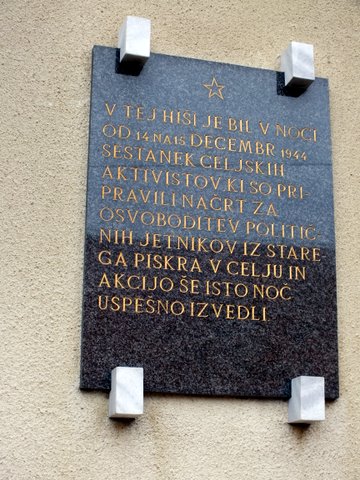 V TEJ HIŠI JE BIL V NOČI
OD 14 NA 15 DECEMBR 1944
SESTANEK CELJSKIH
AKTIVISTOV, KI SO PRI-
PRAVILI NAČRT ZA
OSVOBODITEV POLITIČ-
NIH JETNIKOV IZ STARE
GA PISKRA V CELJU IN
AKCIJO ŠE ISTO NOČ
USPEŠNO IZVEDLI